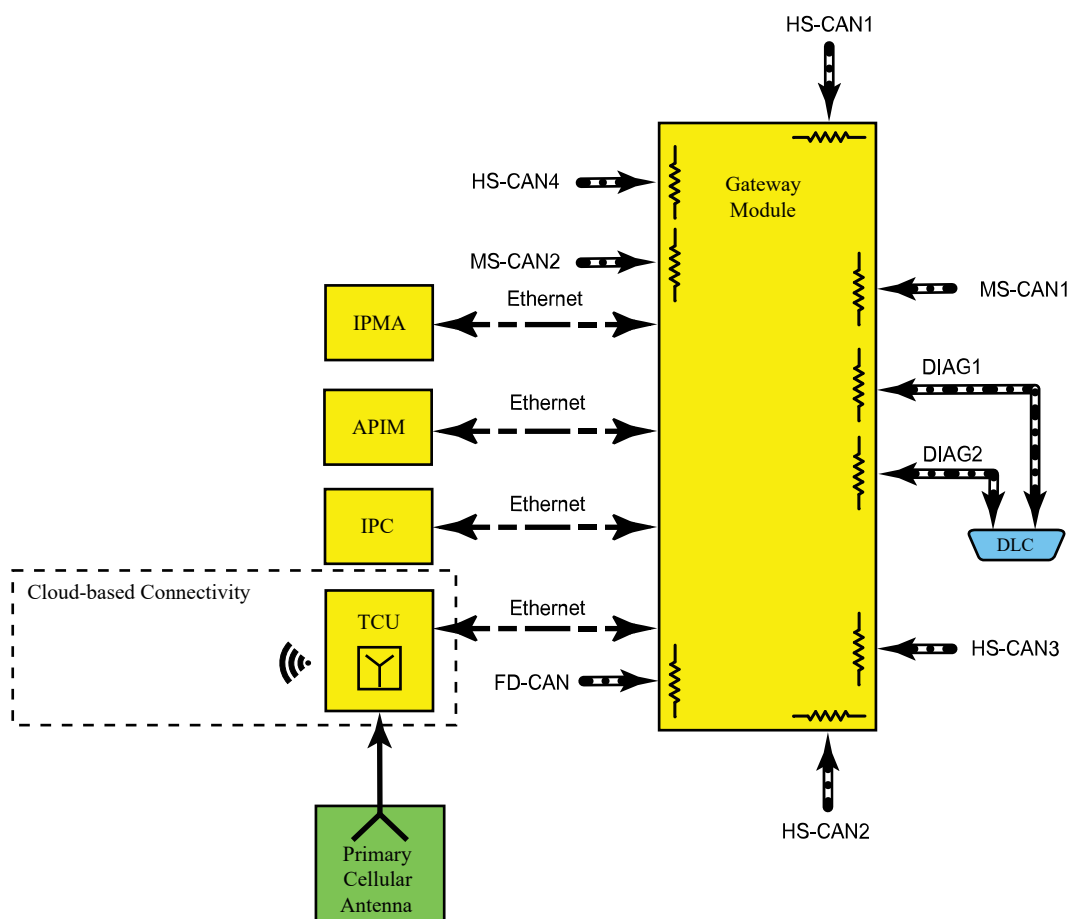 HS-CAN1
HS-CAN4
Gateway
Module
MS-CAN2
MS-CAN1
Ethernet
IPMA
DIAG1
Ethernet
APIM
DIAG2
Ethernet
IPC
DLC
Cloud-based Connectivity
Ethernet
TCU
HS-CAN3
FD-CAN
HS-CAN2
Primary
Cellular
Antenna